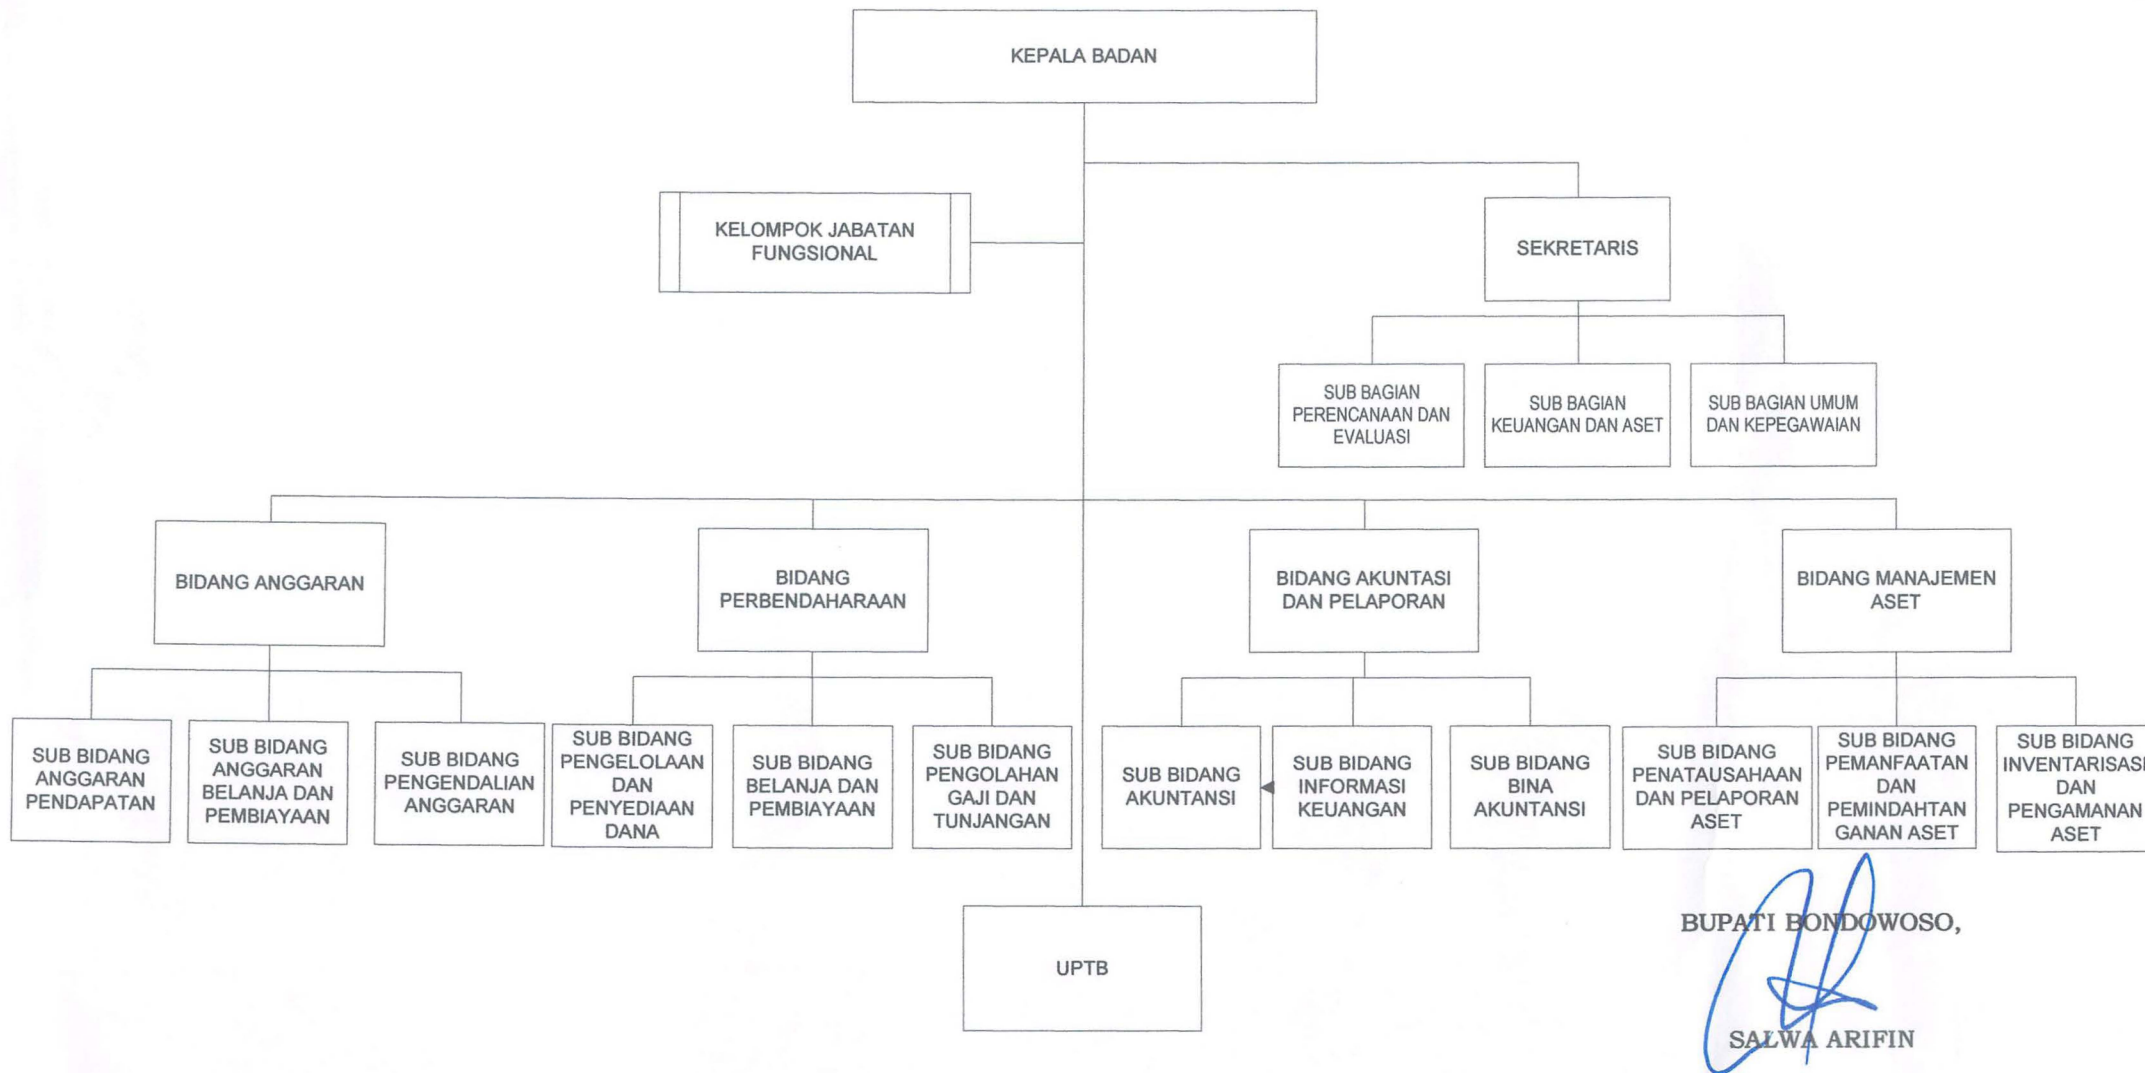 KEPALA BADAN
KELOMPOK JABATAN
FUNGSIONAL
SEKRETARIS
SUB BAGIAN
PERENCANAAN DAN
EVALUASI
SUB BAGIAN
KEUANGAN DAN ASET
SUB BAGIAN UMUM
DAN KEPEGAWAIAN
BIDANG ANGGARAN
BIDANG
PERBENDAHARAAN
BIDANG AKUNTASI
DAN PELAPORAN
BIDANG MANAJEMEN
ASET
SUB BIDANG
ANGGARAN
PENDAPATAN
SUB BIDANG
ANGGARAN
BELANJA DAN
PEMBIAYAAN
SUB BIDANG
PENGENDALIAN
ANGGARAN
SUB BIDANG
PENGELOLAAN
DAN
PENYEDIAAN
DANA
SUB BIDANG
BELANJA DAN
PEMBIAYAAN
SUB BIDANG
PENGOLAHAN
GAJI DAN
TUNJANGAN
SUB BIDANG
AKUNTANSI
SUB BIDANG
INFORMASI
KEUANGAN
SUB BIDANG
BINA
AKUNTANSI
SUB BIDANG
PENATAUSAHAAN
DAN PELAPORAN
ASET
SUB BIDANG
PEMANFAATAN
DAN
PEMINDAHTAN
GANAN ASET
SUB BIDANG
INVENTARISASI
DAN
PENGAMANAN
ASET
UPTB
BUPATI BONDOWOSO,
SALWA ARIFIN